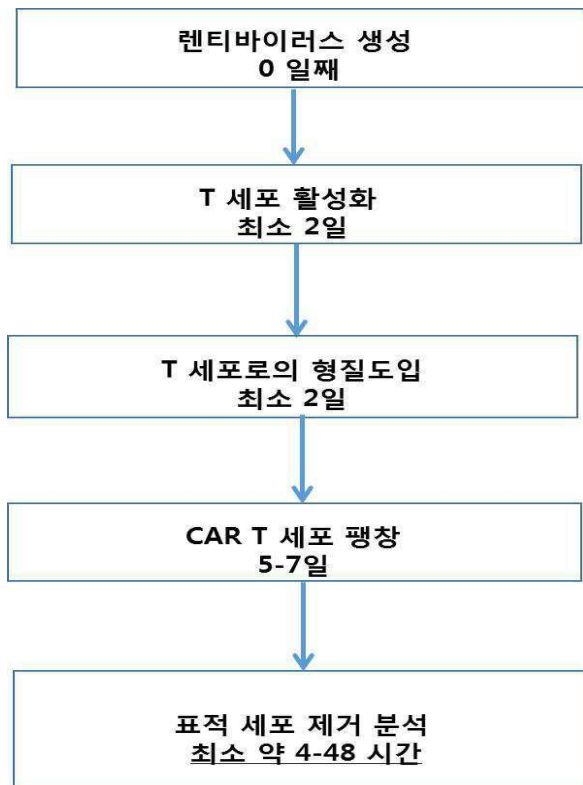 렌티바이러스 생성
0 일째
T 세포 활성화
최소 2일
T 세포로의 형질도입
최소 2일
CAR T 세포 팽창
5-7일
표적 세포 제거 분석
최소 약 4-48 시간